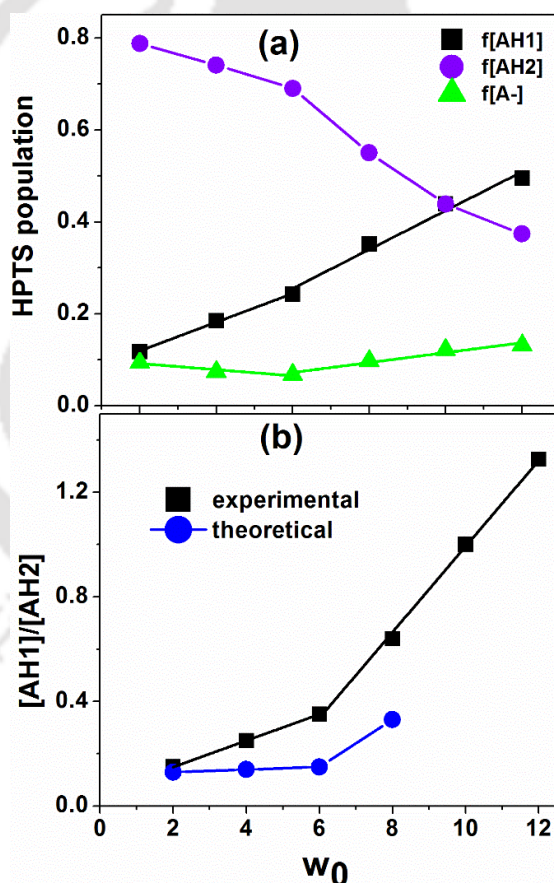 (a)
f[AH1]
f[AH2]
f[A-]
0.8
0.6
0.4
0.2
0.0
HPTS population
(b)
experimental
theoretical
1.2
0.8
0.4
0.0
[AH1]/[AH2]
0 2 4 6 8 10 12
w0